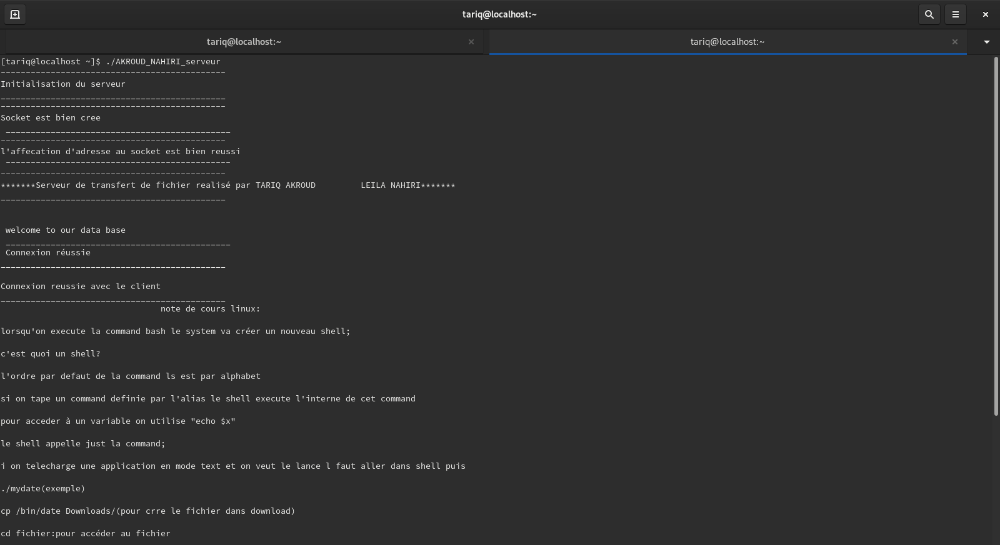 tariq@localhost:~
tariq@localhost:~
tariq@localhost:~
[tariq@localhost ~]$ ./AKROUD_NAHIRI_serveur
---------------------------------------------
Initialisation du serveur
_____________________________________________
---------------------------------------------
Socket est bien cree
_____________________________________________
---------------------------------------------
l'affecation d'adresse au socket est bien reussi
---------------------------------------------
---------------------------------------------
*******Serveur de transfert de fichier realisé par TARIQ AKROUD         LEILA NAHIRI*******
_____________________________________________
welcome to our data base
_____________________________________________
Connexion réussie
_____________________________________________
Connexion reussie avec le client
_____________________________________________
note de cours linux:
lorsqu'on execute la command bash le system va créer un nouveau shell;
c'est quoi un shell?
l'ordre par defaut de la command ls est par alphabet
si on tape un command definie par l'alias le shell execute l'interne de cet command
pour acceder à un variable on utilise "echo $x"
le shell appelle just la command;
i on telecharge une application en mode text et on veut le lance l faut aller dans shell puis
./mydate(exemple)
cp /bin/date Downloads/(pour crre le fichier dans download)
cd fichier:pour accéder au fichier